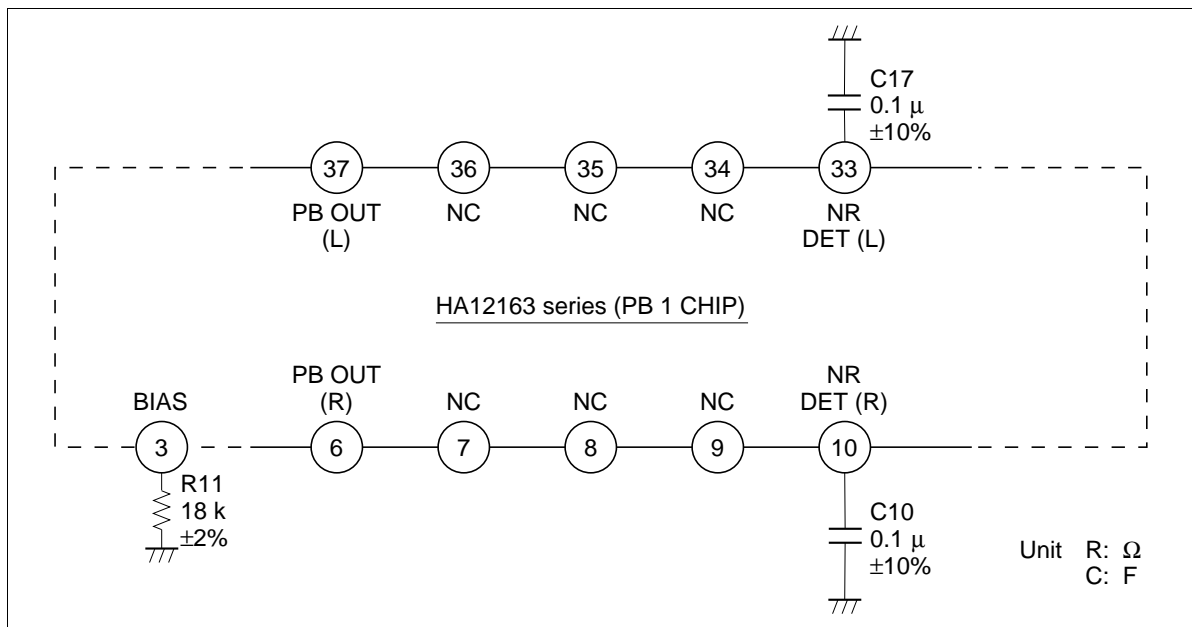 C17
0.1 μ
±10%
37 36 35 34 33
PB OUT
(L)
NC
NC
NC
NR
DET (L)
HA12163 series (PB 1 CHIP)
BIAS
PB OUT
(R)
NC
NC
NC
NR
DET (R)
3 6 7 8 9 10
R11
18 k
±2%
C10
0.1 μ
±10%
Unit R: Ω
C: F